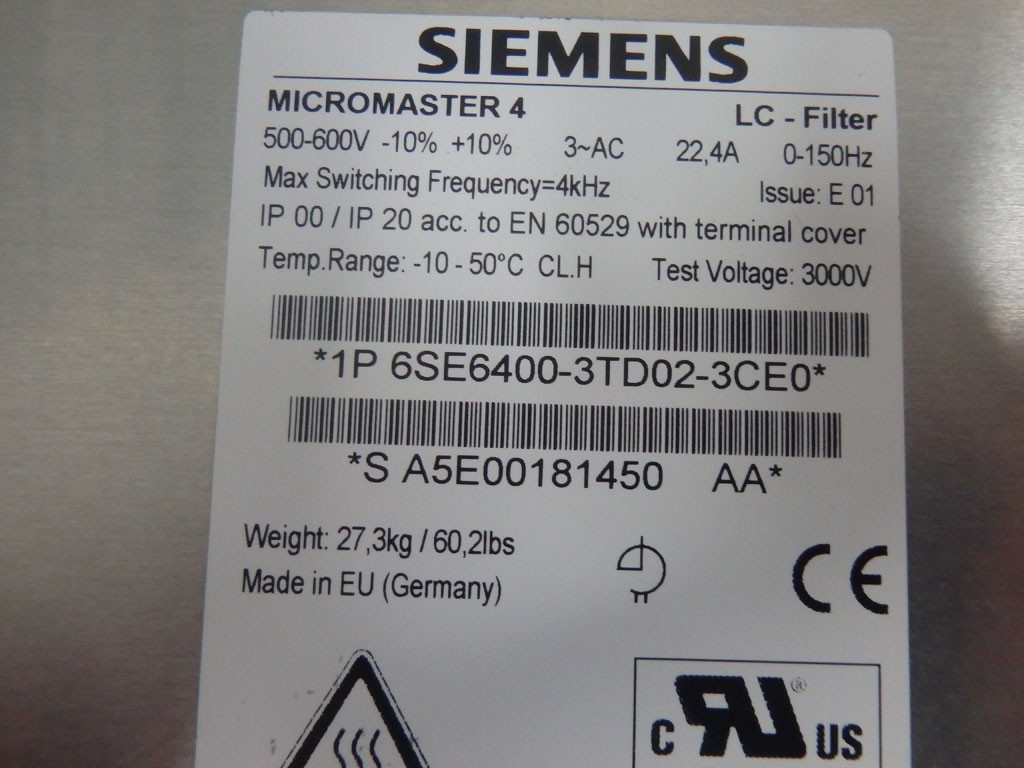 SIEMENS
MICROMASTER 4 LC - Filter
500-600V -10% +10% 3~AC 22,4A 0-150Hz
Max Switching Frequency=4kHz Issue: E 01
IP 00 / IP 20 acc. to EN 60529 with terminal cover
Temp.Range: -10 - 50°C CL.H Test Voltage: 3000V
*1P 6SE6400-3TD02-3CE0*
*S A5E00181450 AA*
Weight: 27,3kg / 60,2lbs
Made in EU (Germany)
CE
C RU ® US